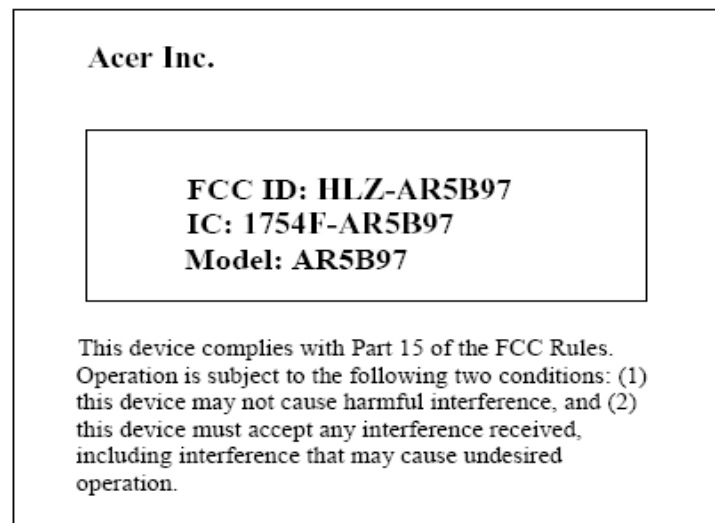 Acer Inc.
FCC ID: HLZ-AR5B97
IC: 1754F-AR5B97
Model: AR5B97
This device complies with Part 15 of the FCC Rules.
Operation is subject to the following two conditions: (1)
this device may not cause harmful interference, and (2)
this device must accept any interference received,
including interference that may cause undesired
operation.